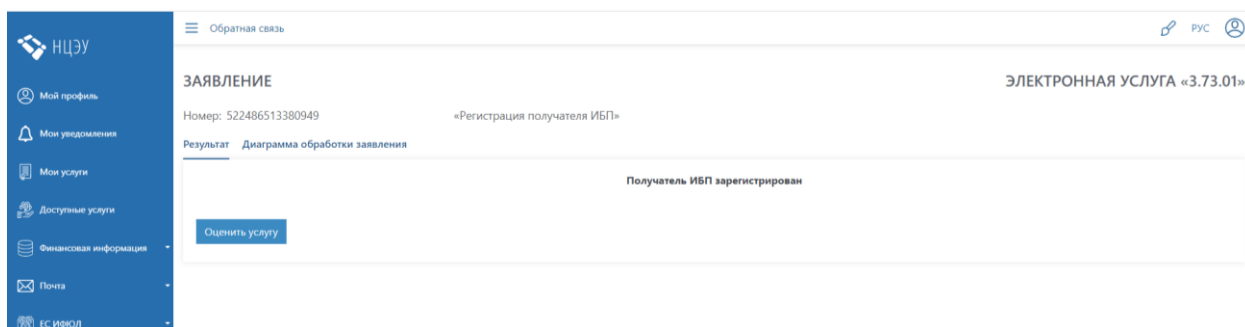 НЦЭУ
Мой профиль
Мои уведомления
Мои услуги
Доступные услуги
Финансовая информация
Почта
ЕС ИФЮЛ
Обратная связь
РУС
ЗАЯВЛЕНИЕ
ЭЛЕКТРОННАЯ УСЛУГА «3.73.01»
Номер: 522486513380949 «Регистрация получателя ИБП»
Результат Диаграмма обработки заявления
Получатель ИБП зарегистрирован
Оценить услугу